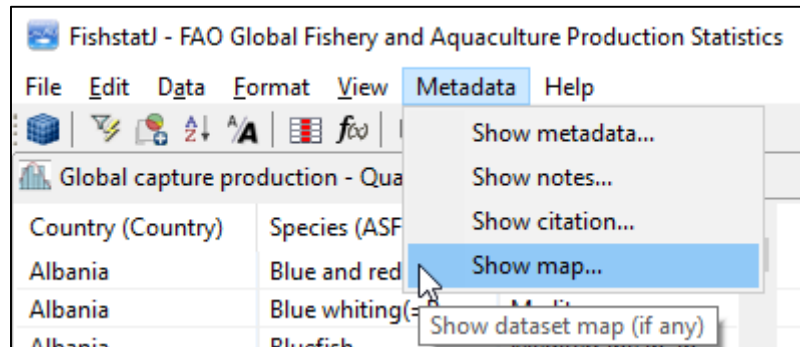 FishstatJ - FAO Global Fishery and Aquaculture Production Statistics
File Edit Data Format View Metadata Help
Show metadata...
Global capture production - Qua
Show notes...
Country (Country) Species (ASF
Show citation...
Albania Blue and red
Show map...
Albania Blue whiting(=
Show dataset map (if any)
Albania Bluefish